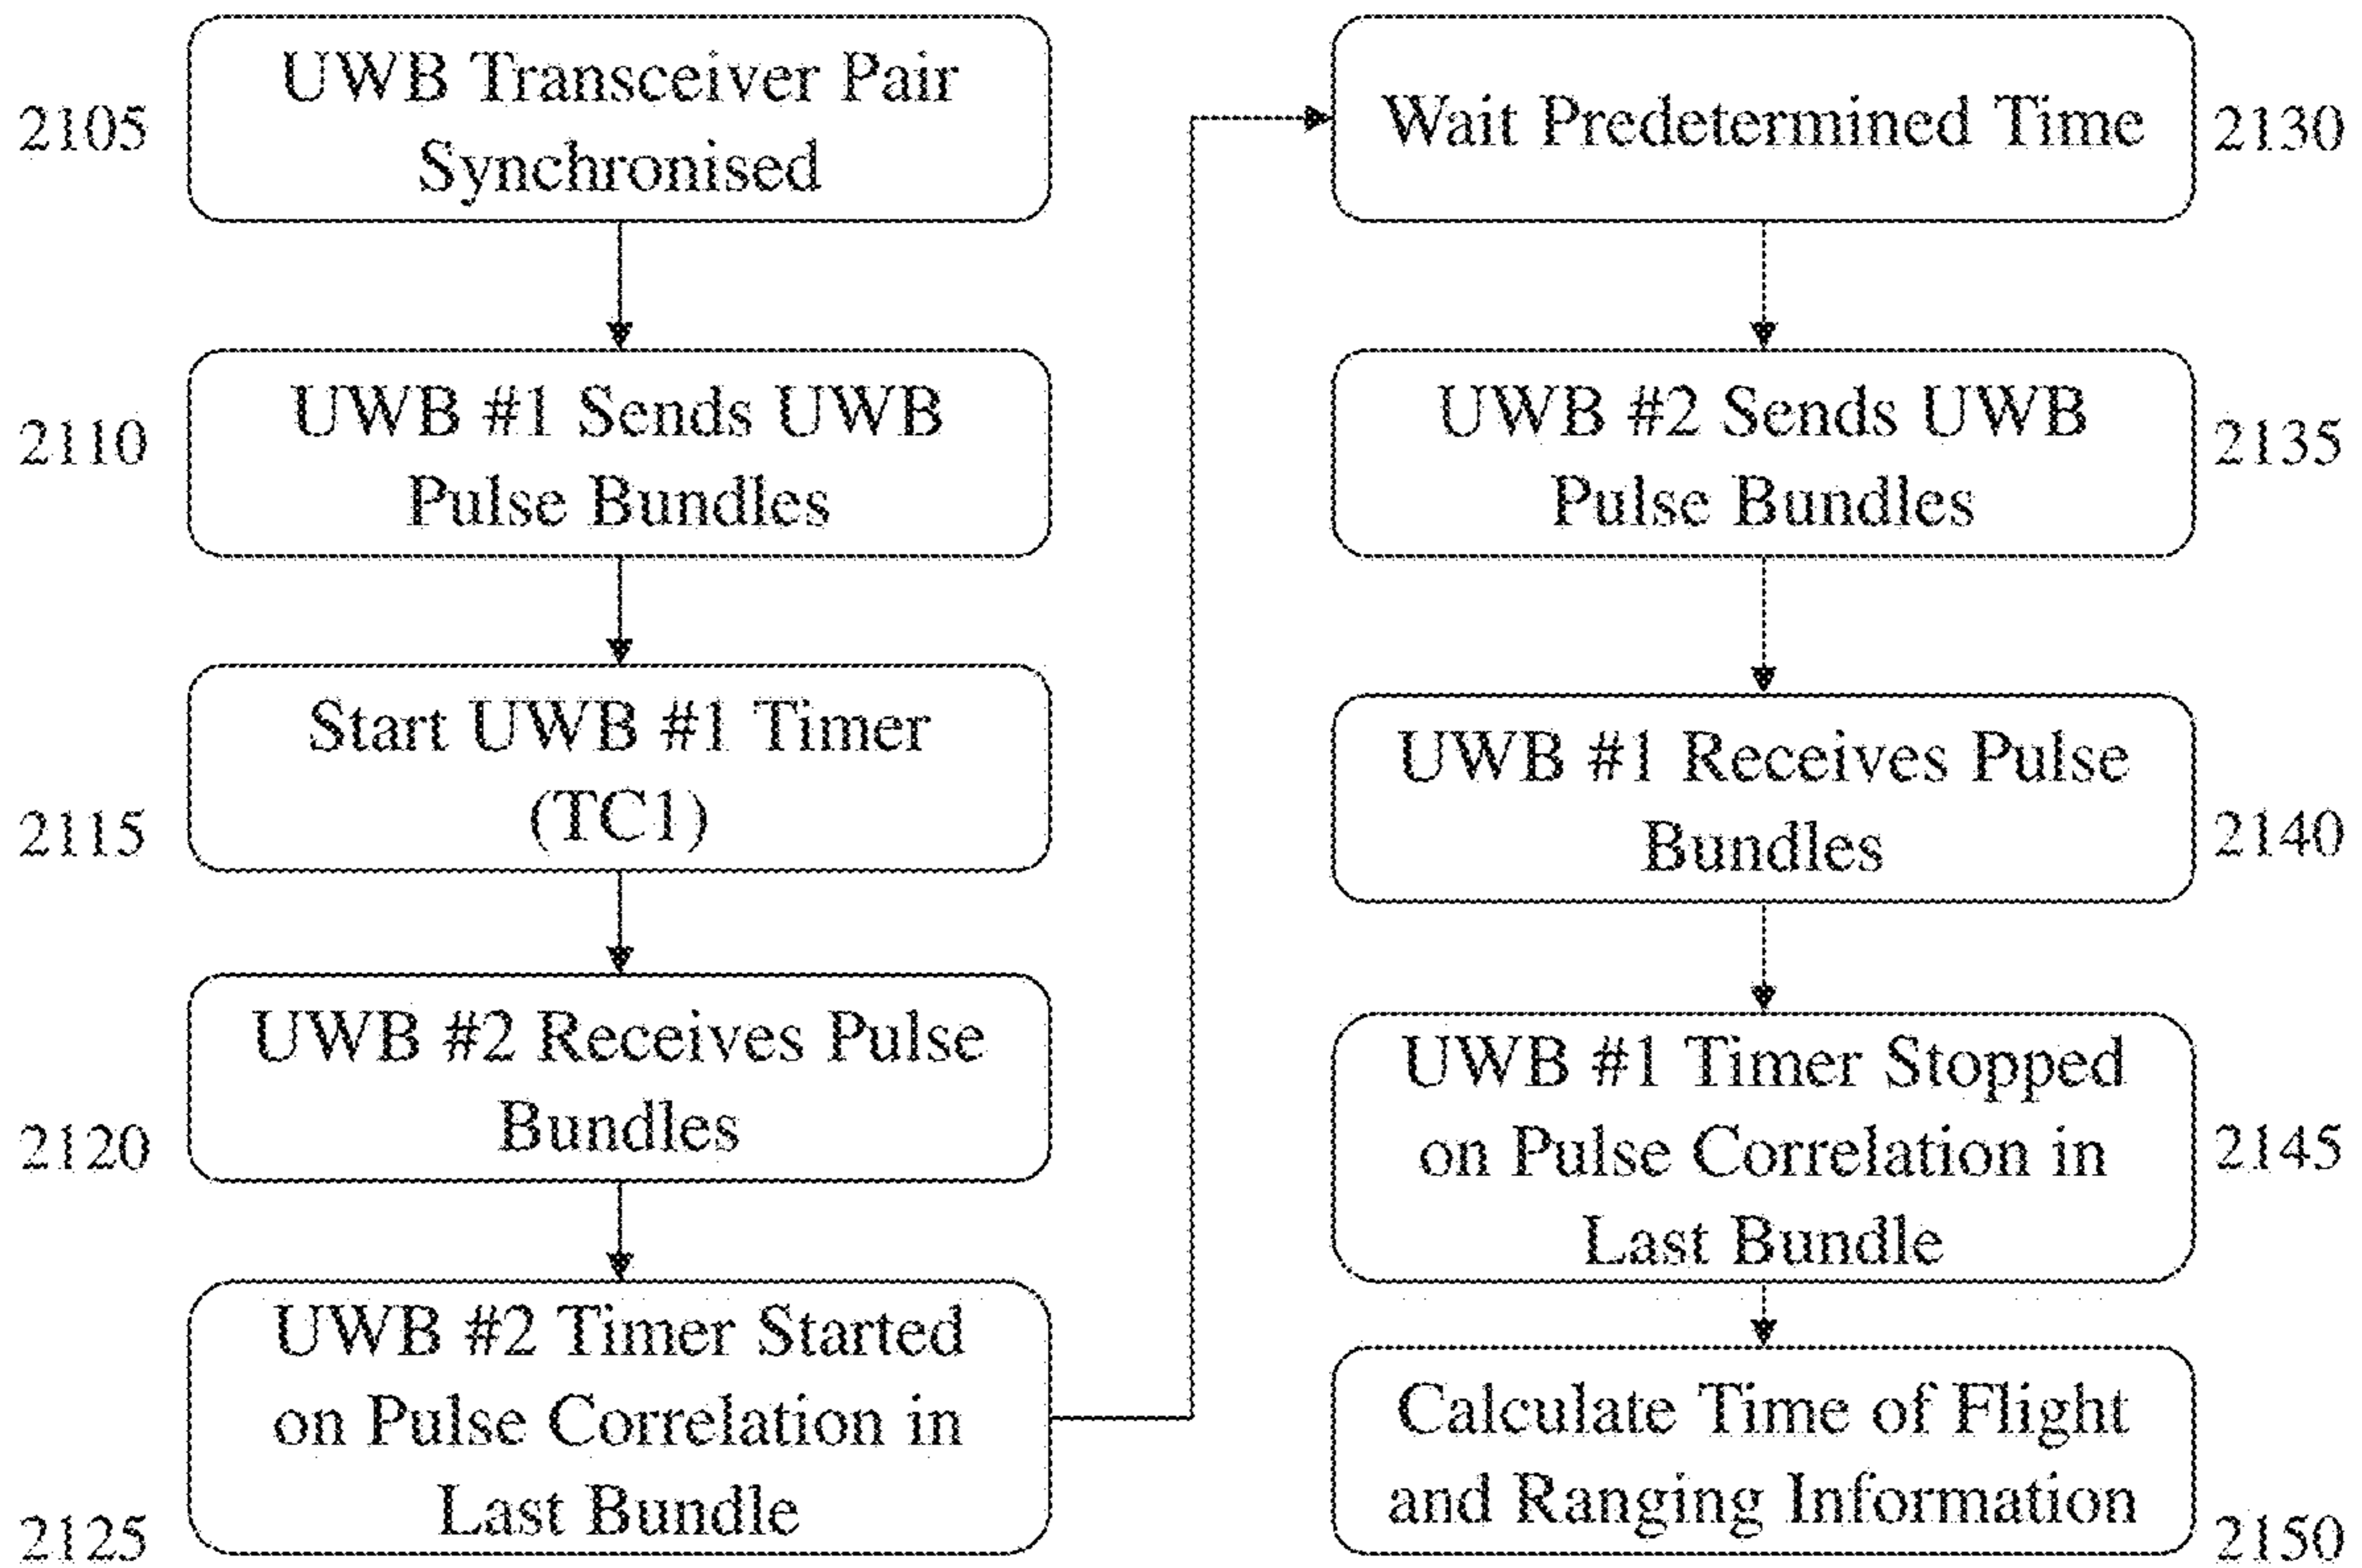 2105
UWB Transceiver Pair
Synchronised
2110
UWB #1 Sends UWB
Pulse Bundles
2115
Start UWB #1 Timer
(TC1)
2120
UWB #2 Receives Pulse
Bundles
2125
UWB #2 Timer Started
on Pulse Correlation in
Last Bundle
Wait Predetermined Time
2130
UWB #2 Sends UWB
Pulse Bundles
2135
UWB #1 Receives Pulse
Bundles
2140
UWB #1 Timer Stopped
on Pulse Correlation in
Last Bundle
2145
Calculate Time of Flight
and Ranging Information
2150